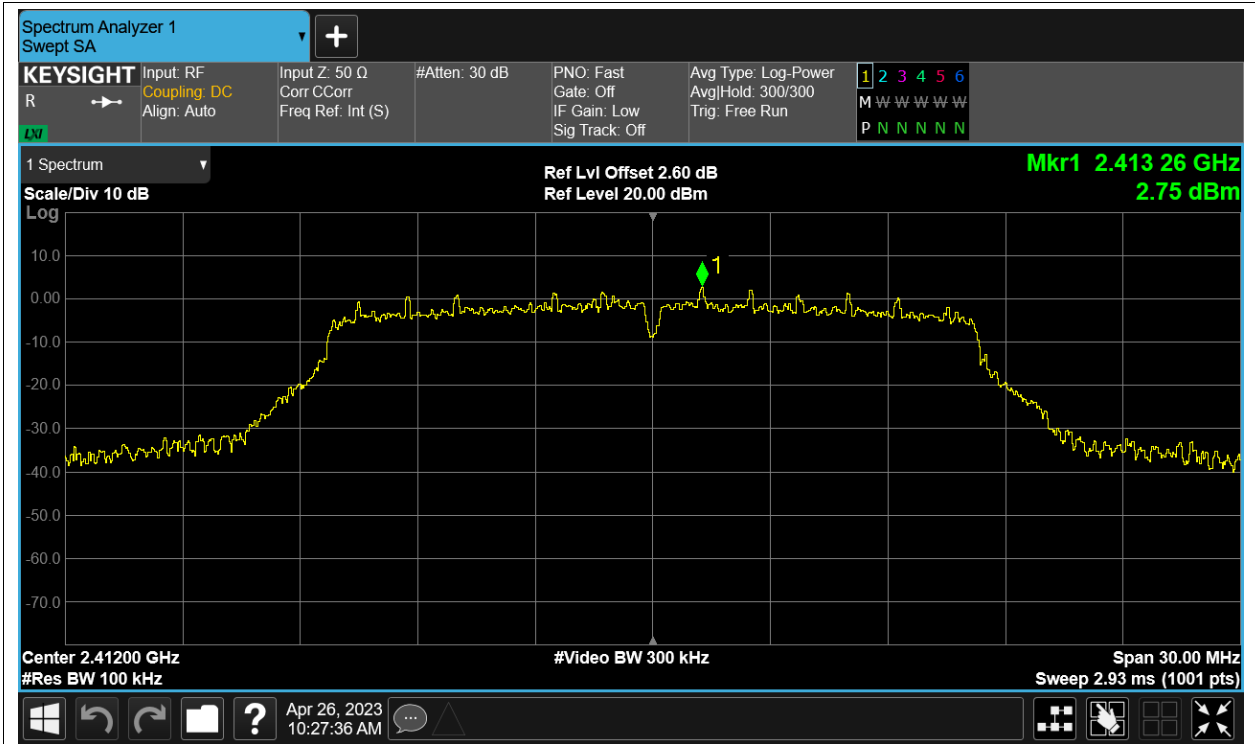 Spectrum Analyzer 1
Swept SA
+
KEYSIGHT
R
LXI
Input: RF
Coupling: DC
Align: Auto
Input Z: 50 Ω
Corr CCorr
Freq Ref: Int (S)
#Atten: 30 dB
PNO: Fast
Gate: Off
IF Gain: Low
Sig Track: Off
Avg Type: Log-Power
Avg|Hold: 300/300
Trig: Free Run
1 2 3 4 5 6
M W W W W W
P N N N N N
1 Spectrum
Scale/Div 10 dB
Log
Ref Lvl Offset 2.60 dB
Ref Level 20.00 dBm
Mkr1 2.413 26 GHz
2.75 dBm
1
10.0
0.00
-10.0
-20.0
-30.0
-40.0
-50.0
-60.0
-70.0
Center 2.41200 GHz
#Res BW 100 kHz
#Video BW 300 kHz
Span 30.00 MHz
Sweep 2.93 ms (1001 pts)
?
Apr 26, 2023
10:27:36 AM